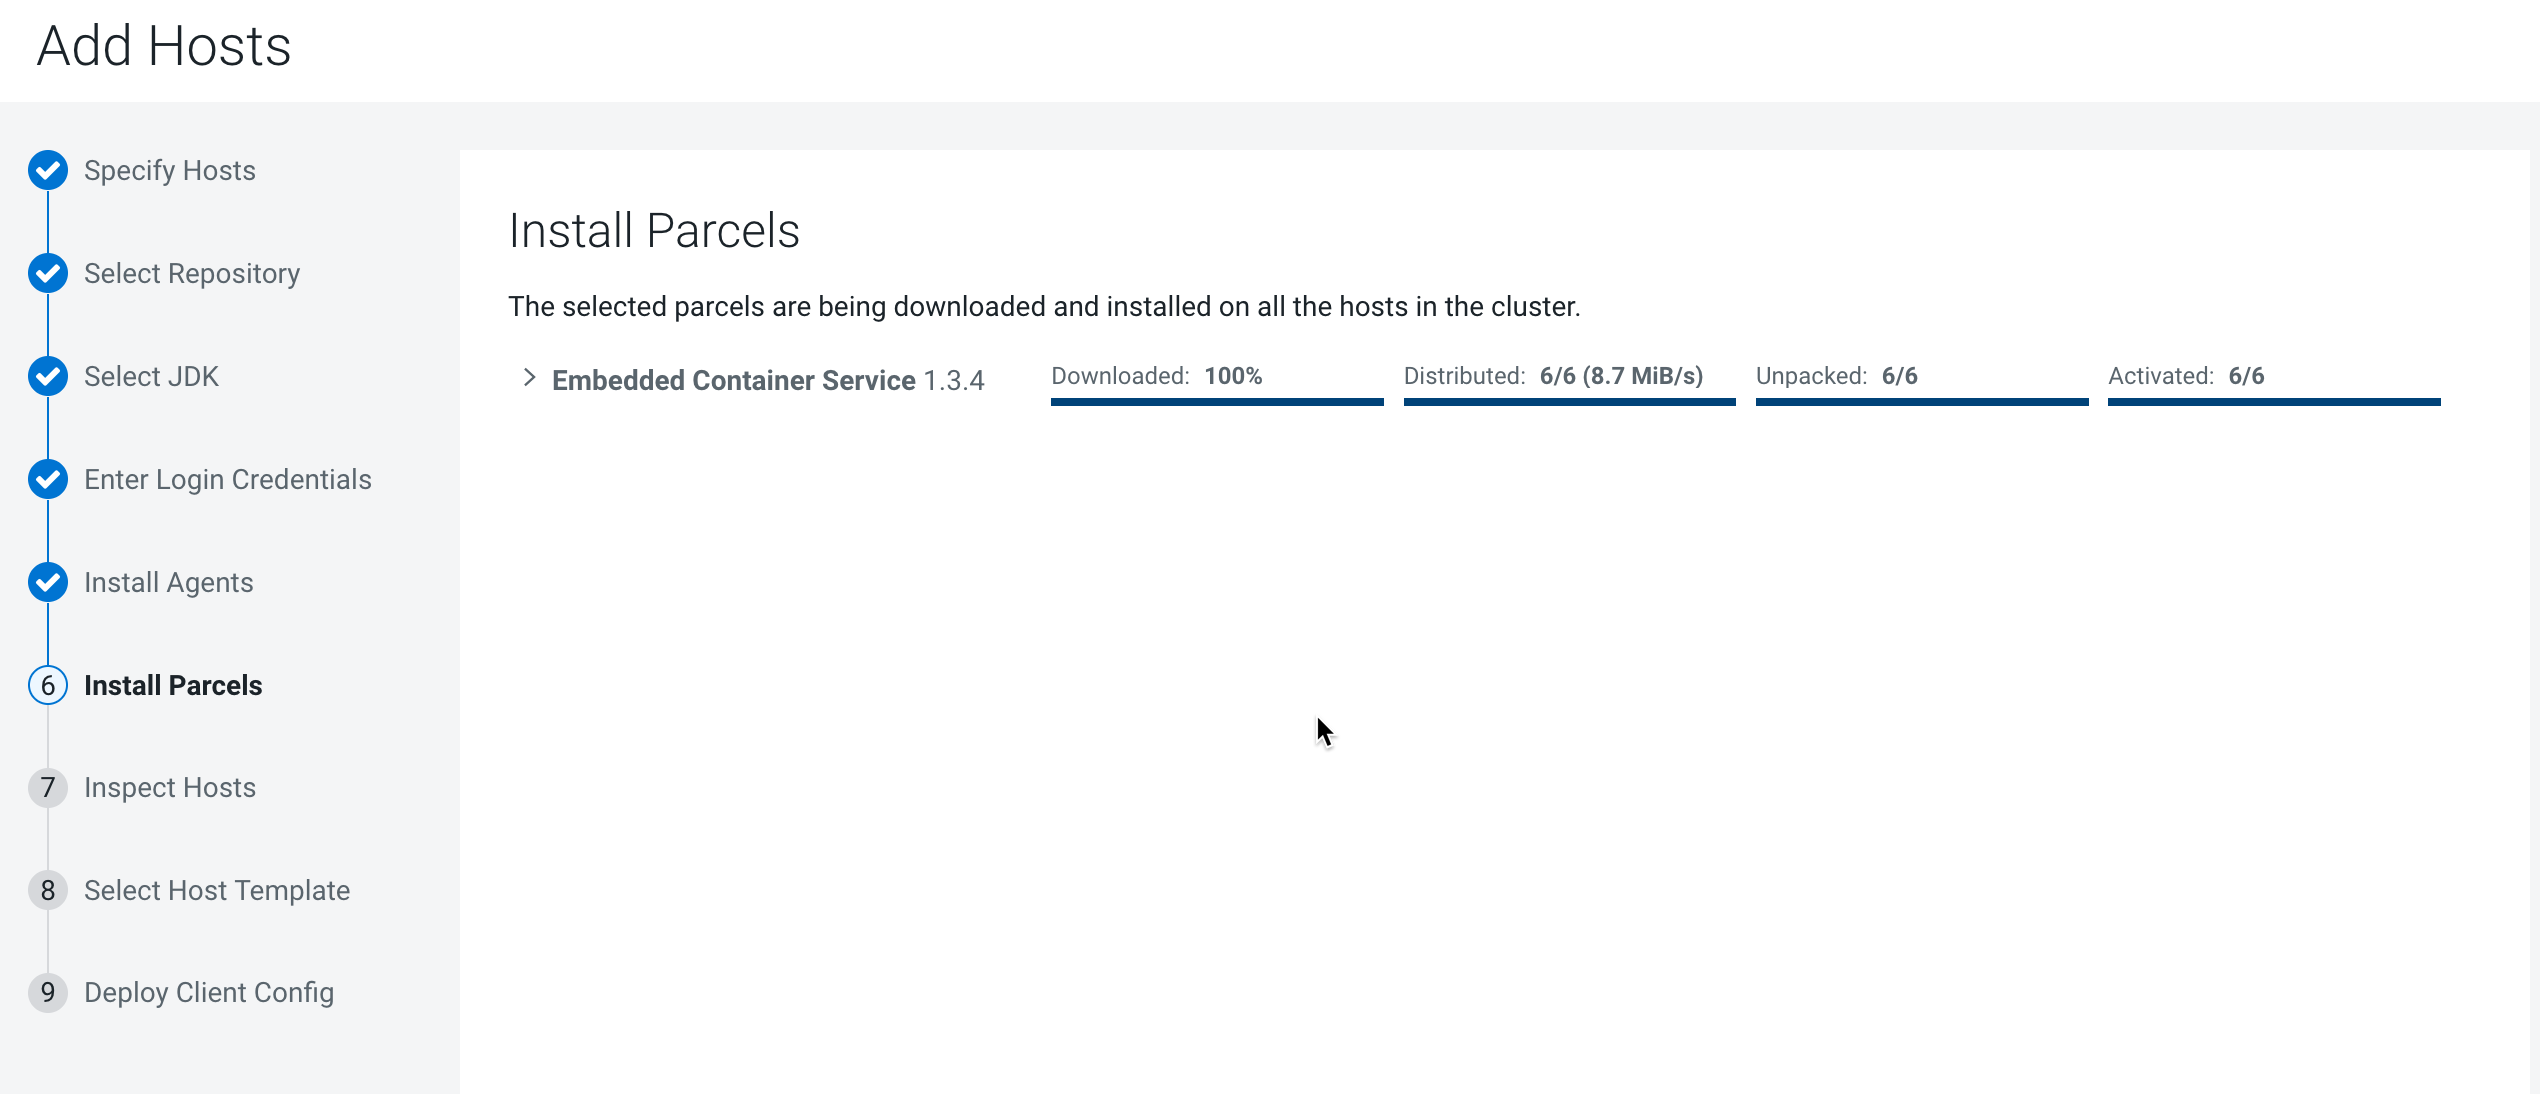 Add Hosts
Specify Hosts
Select Repository
Select JDK
Enter Login Credentials
Install Agents
6 Install Parcels
7 Inspect Hosts
8 Select Host Template
9 Deploy Client Config
Install Parcels
The selected parcels are being downloaded and installed on all the hosts in the cluster.
Embedded Container Service 1.3.4 Downloaded: 100% Distributed: 6/6 (8.7 MiB/s) Unpacked: 6/6 Activated: 6/6